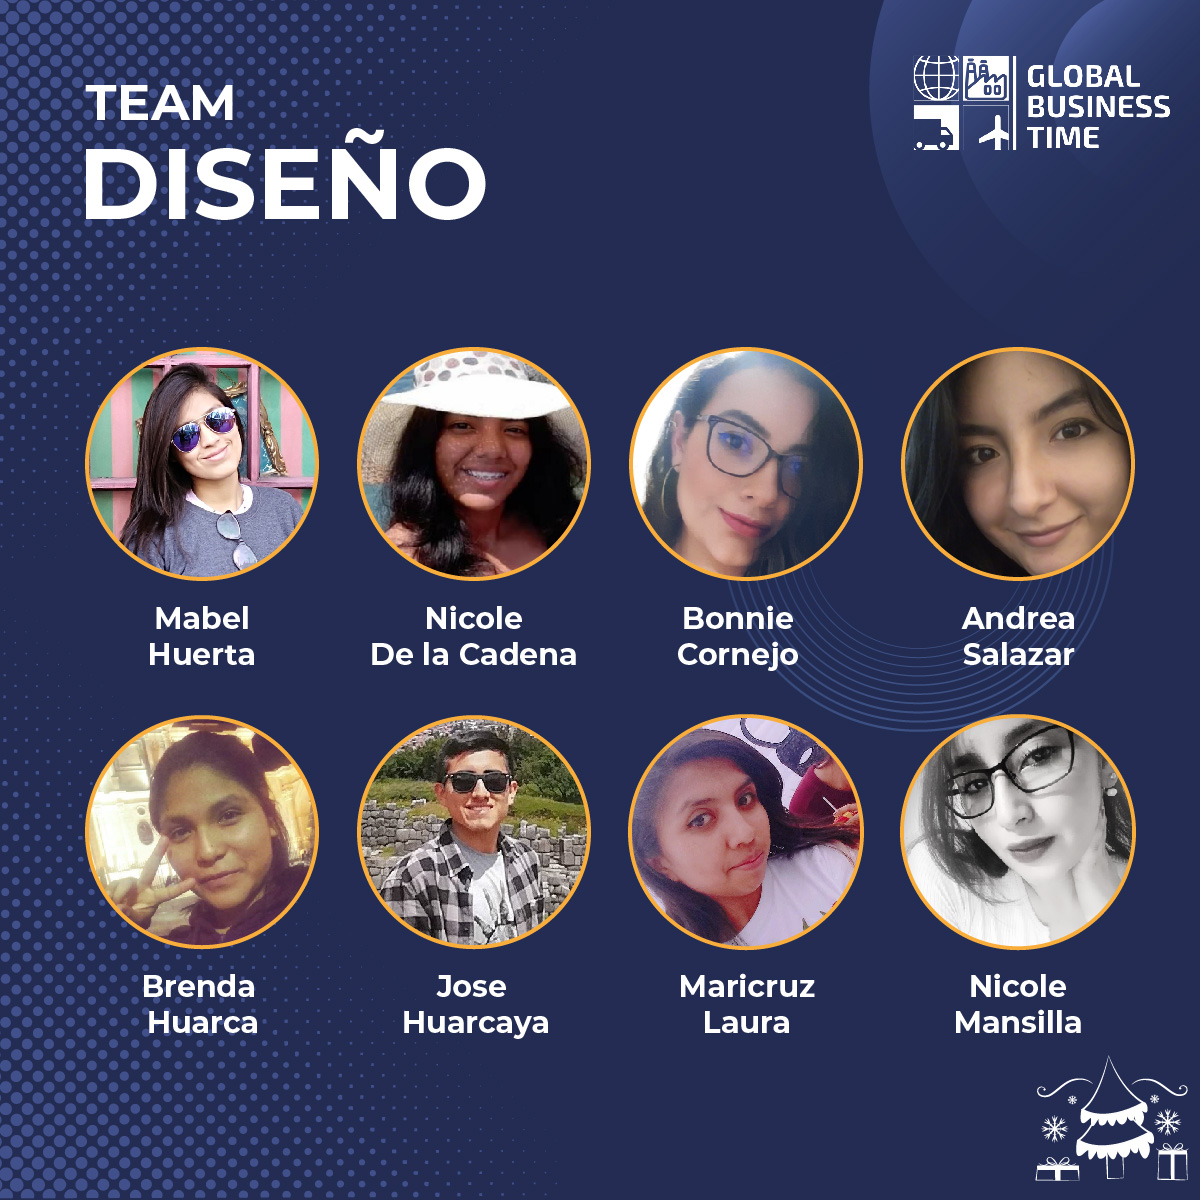 TEAM
DISEÑO
GLOBAL
BUSINESS
TIME
Mabel
Huerta
Nicole
De la Cadena
Bonnie
Cornejo
Andrea
Salazar
Brenda
Huarca
Jose
Huarcaya
Maricruz
Laura
Nicole
Mansilla